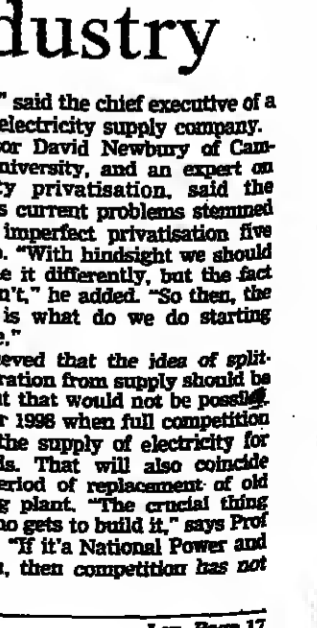 dustry
" said the chief executive of a
electricity supply company.
or David Newbury of Cam-
niversity, and an expert on
y privatisation, said the
s current problems stemmed
imperfect privatisation five
. "With hindsight we should
e it differently, but the fact
n't," he added. "So then, the
is what do we do starting
e."
eved that the idea of split-
ration from supply should be
t that would not be possible
r 1998 when full competition
the supply of electricity for
ds. That will also coincide
eriod of replacement of old
g plant. "The crucial thing
ho gets to build it," says Prof
"If it'a National Power and
, then competition has not
Page 17